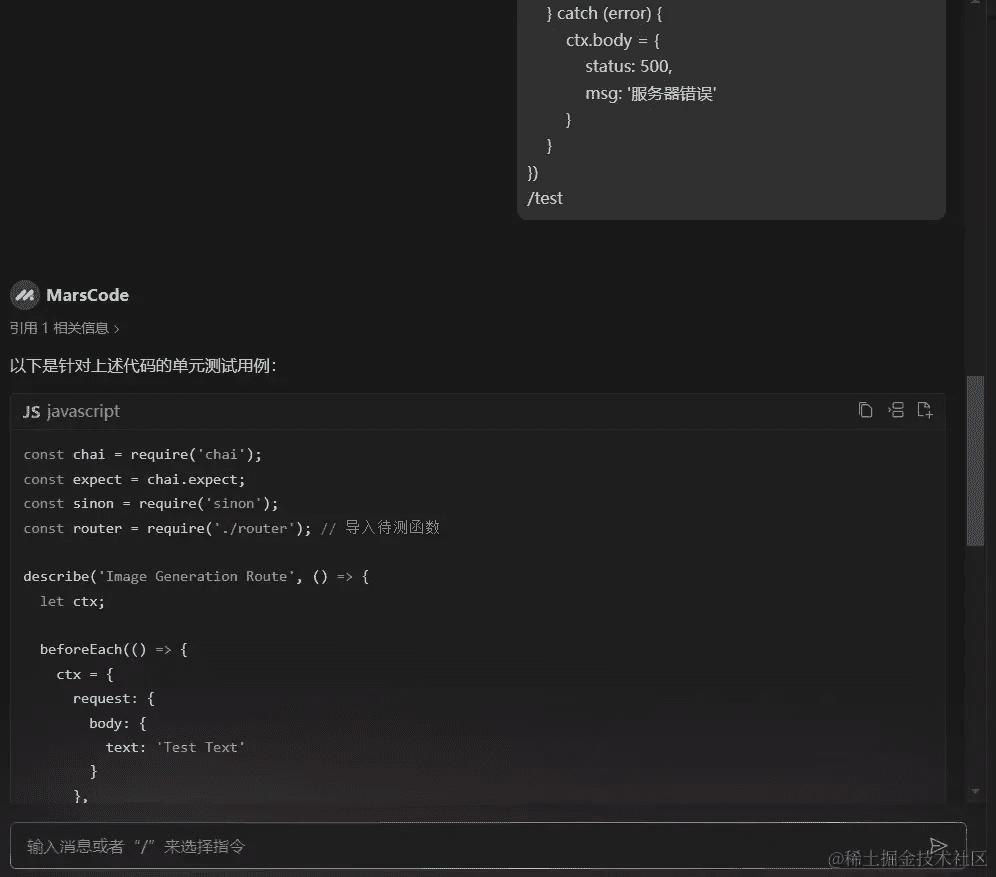 } catch (error) {
ctx.body = {
status: 500,
msg: '服务器错误'
}
}
})
/test
MarsCode
引用 1 相关信息 >
以下是针对上述代码的单元测试用例：
JS javascript
const chai = require('chai');
const expect = chai.expect;
const sinon = require('sinon');
const router = require('./router'); // 导入待测函数
describe('Image Generation Route', () => {
let ctx;
beforeEach(() => {
ctx = {
request: {
body: {
text: 'Test Text'
}
},
输入消息或者 “/” 来选择指令
@稀土掘金技术社区